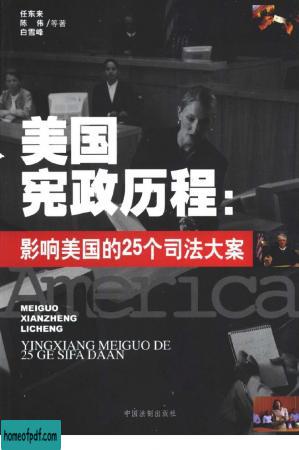 任东来
陈 伟/等著
白雪峰
美国
宪政历程:
影响美国的25个司法大案
America
MEIGUO
XIANZHENG
LICHENG
YINGXIANG MEIGUO DE
25 GE SIFA DAAN
中国法制出版社
homeofpdf.com